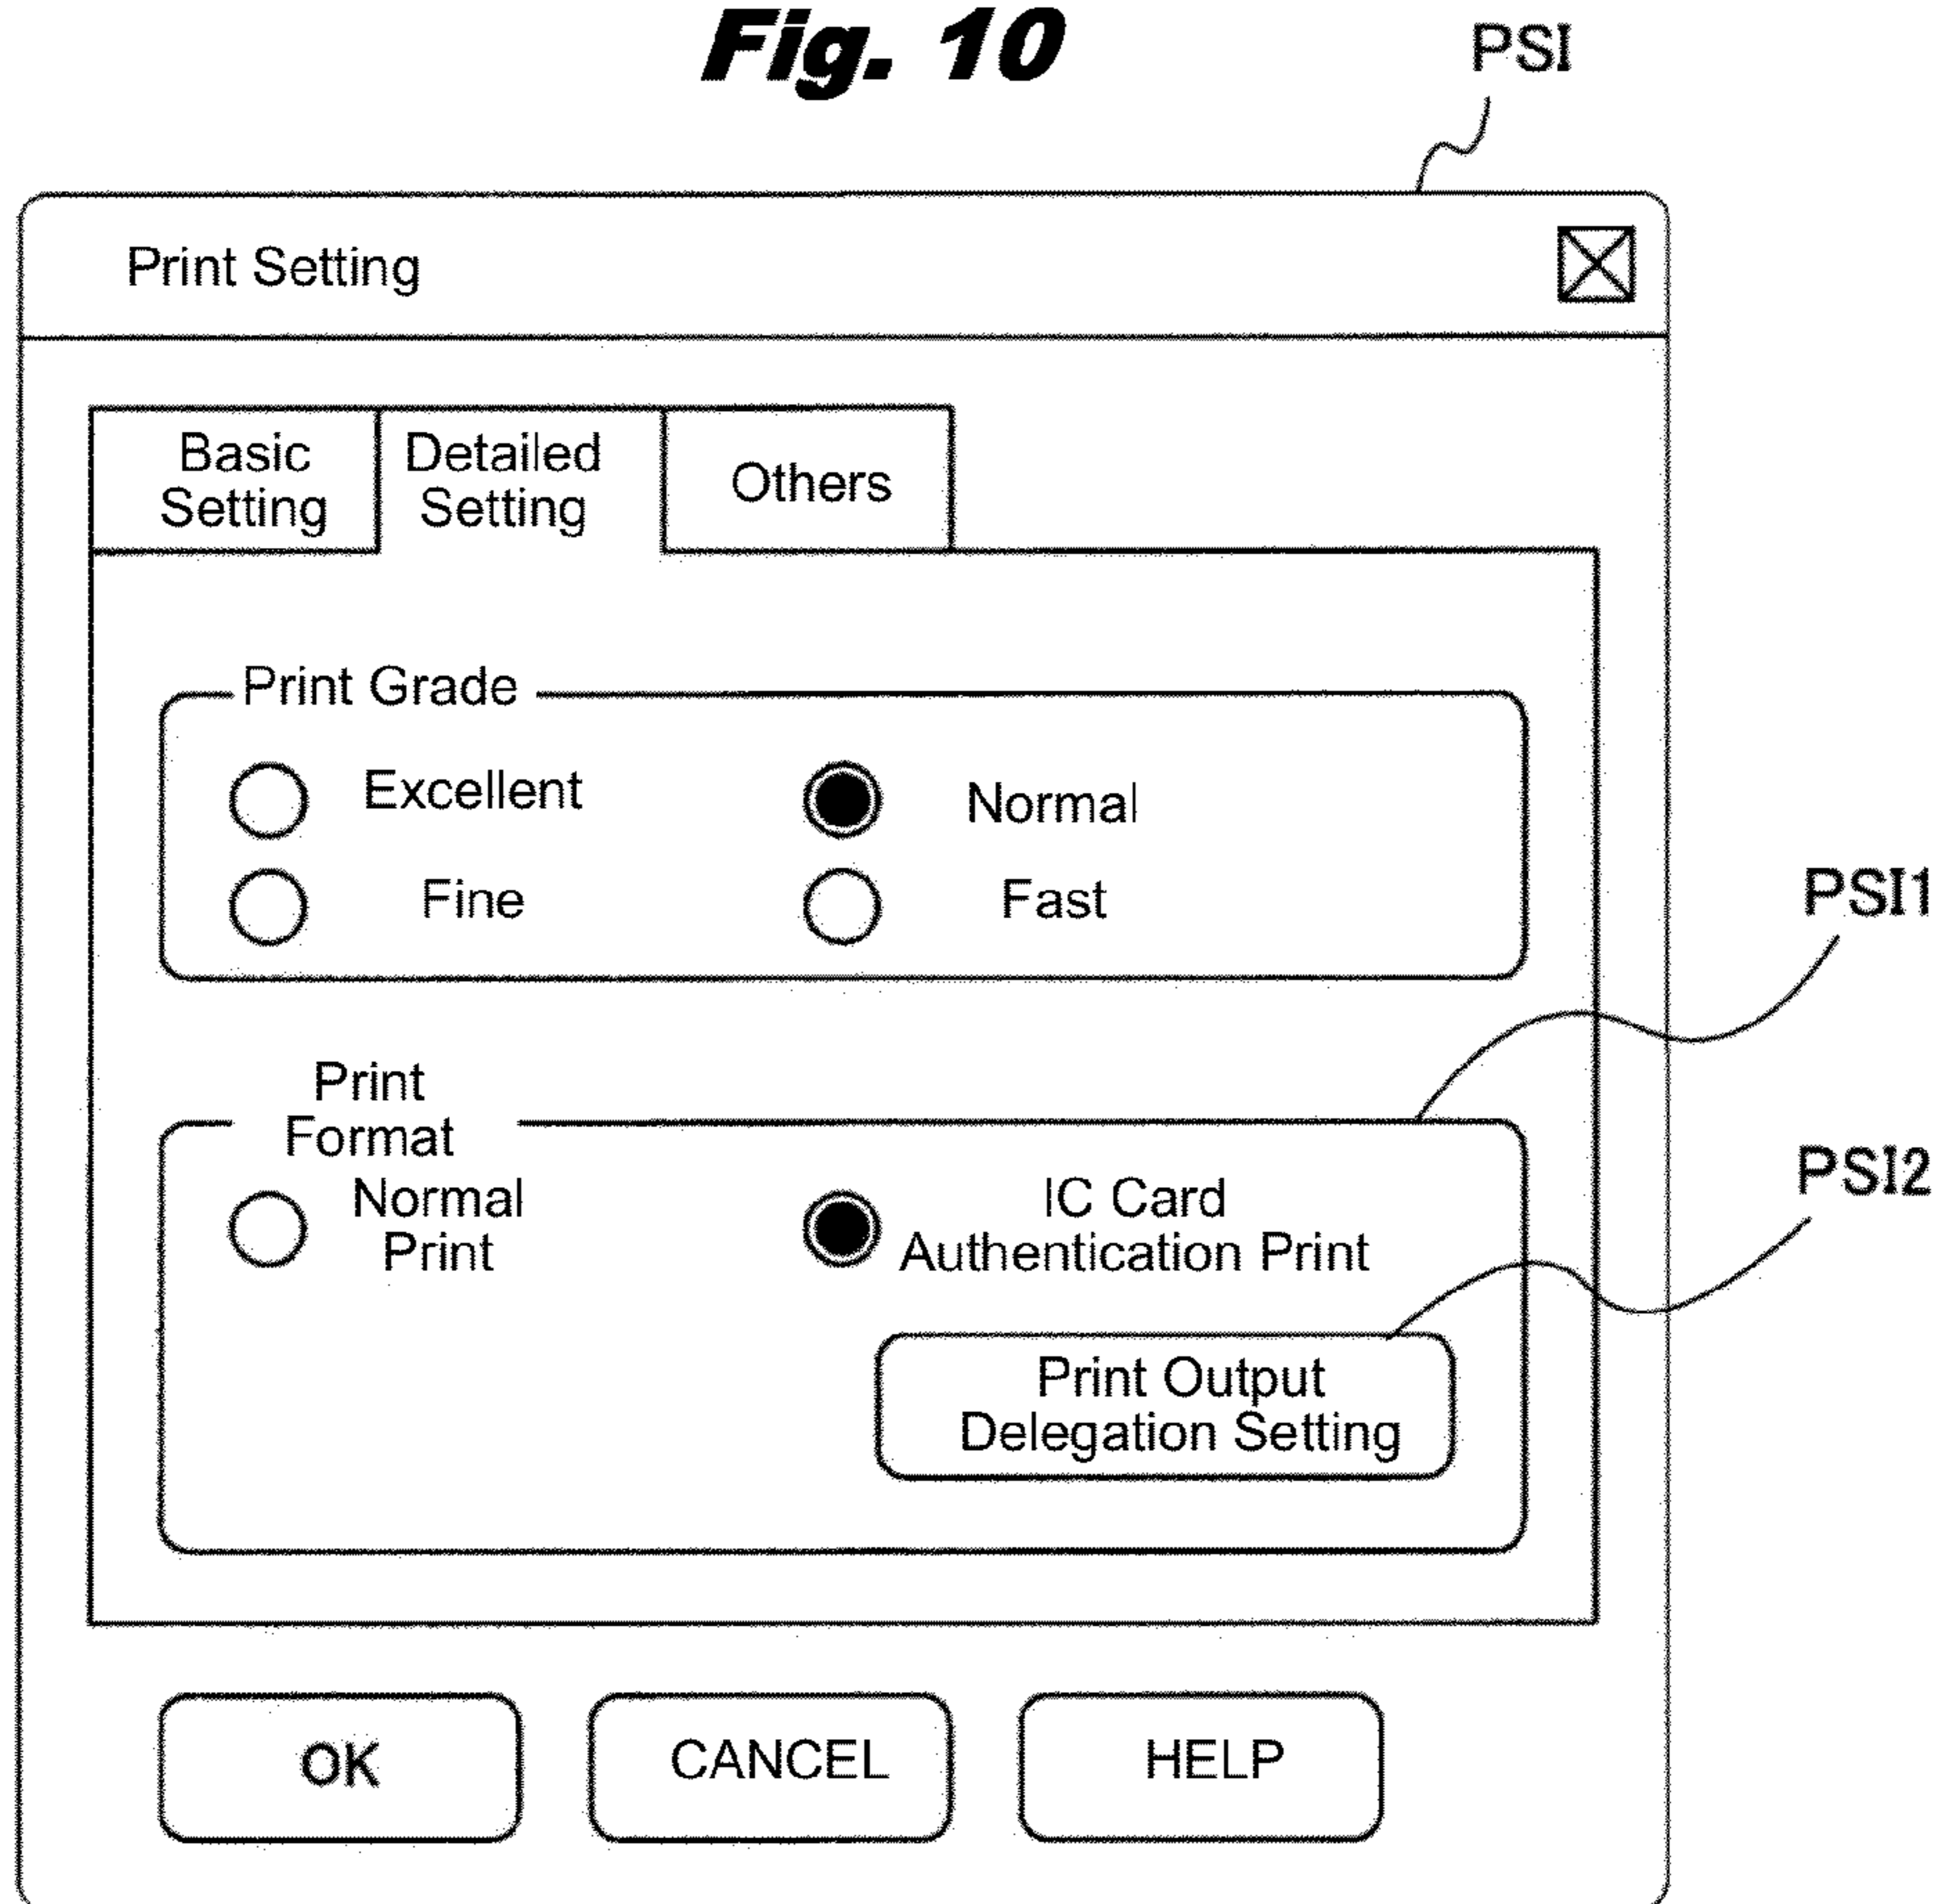 Fig. 10
PSI
Print Setting
Basic
Setting
Detailed
Setting
Others
Print Grade
Excellent
Normal
Fine
Fast
PSI1
Print
Format
Normal
Print
IC Card
Authentication Print
PSI2
Print Output
Delegation Setting
OK
CANCEL
HELP